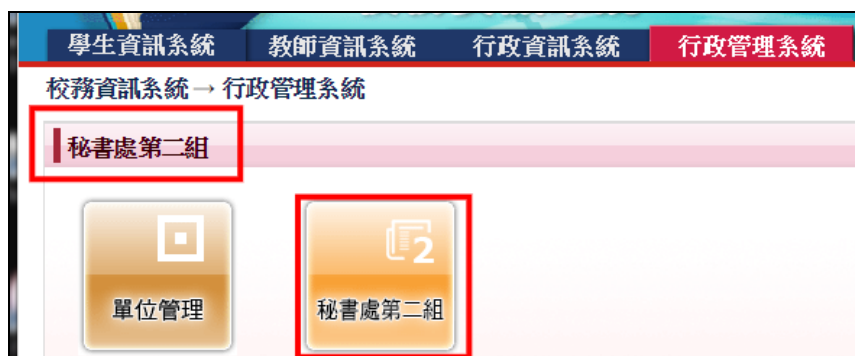 學生資訊系統 教師資訊系統 行政資訊系統 行政管理系統
校務資訊系統→ 行政管理系統
秘書處第二組
2
單位管理 秘書處第二組